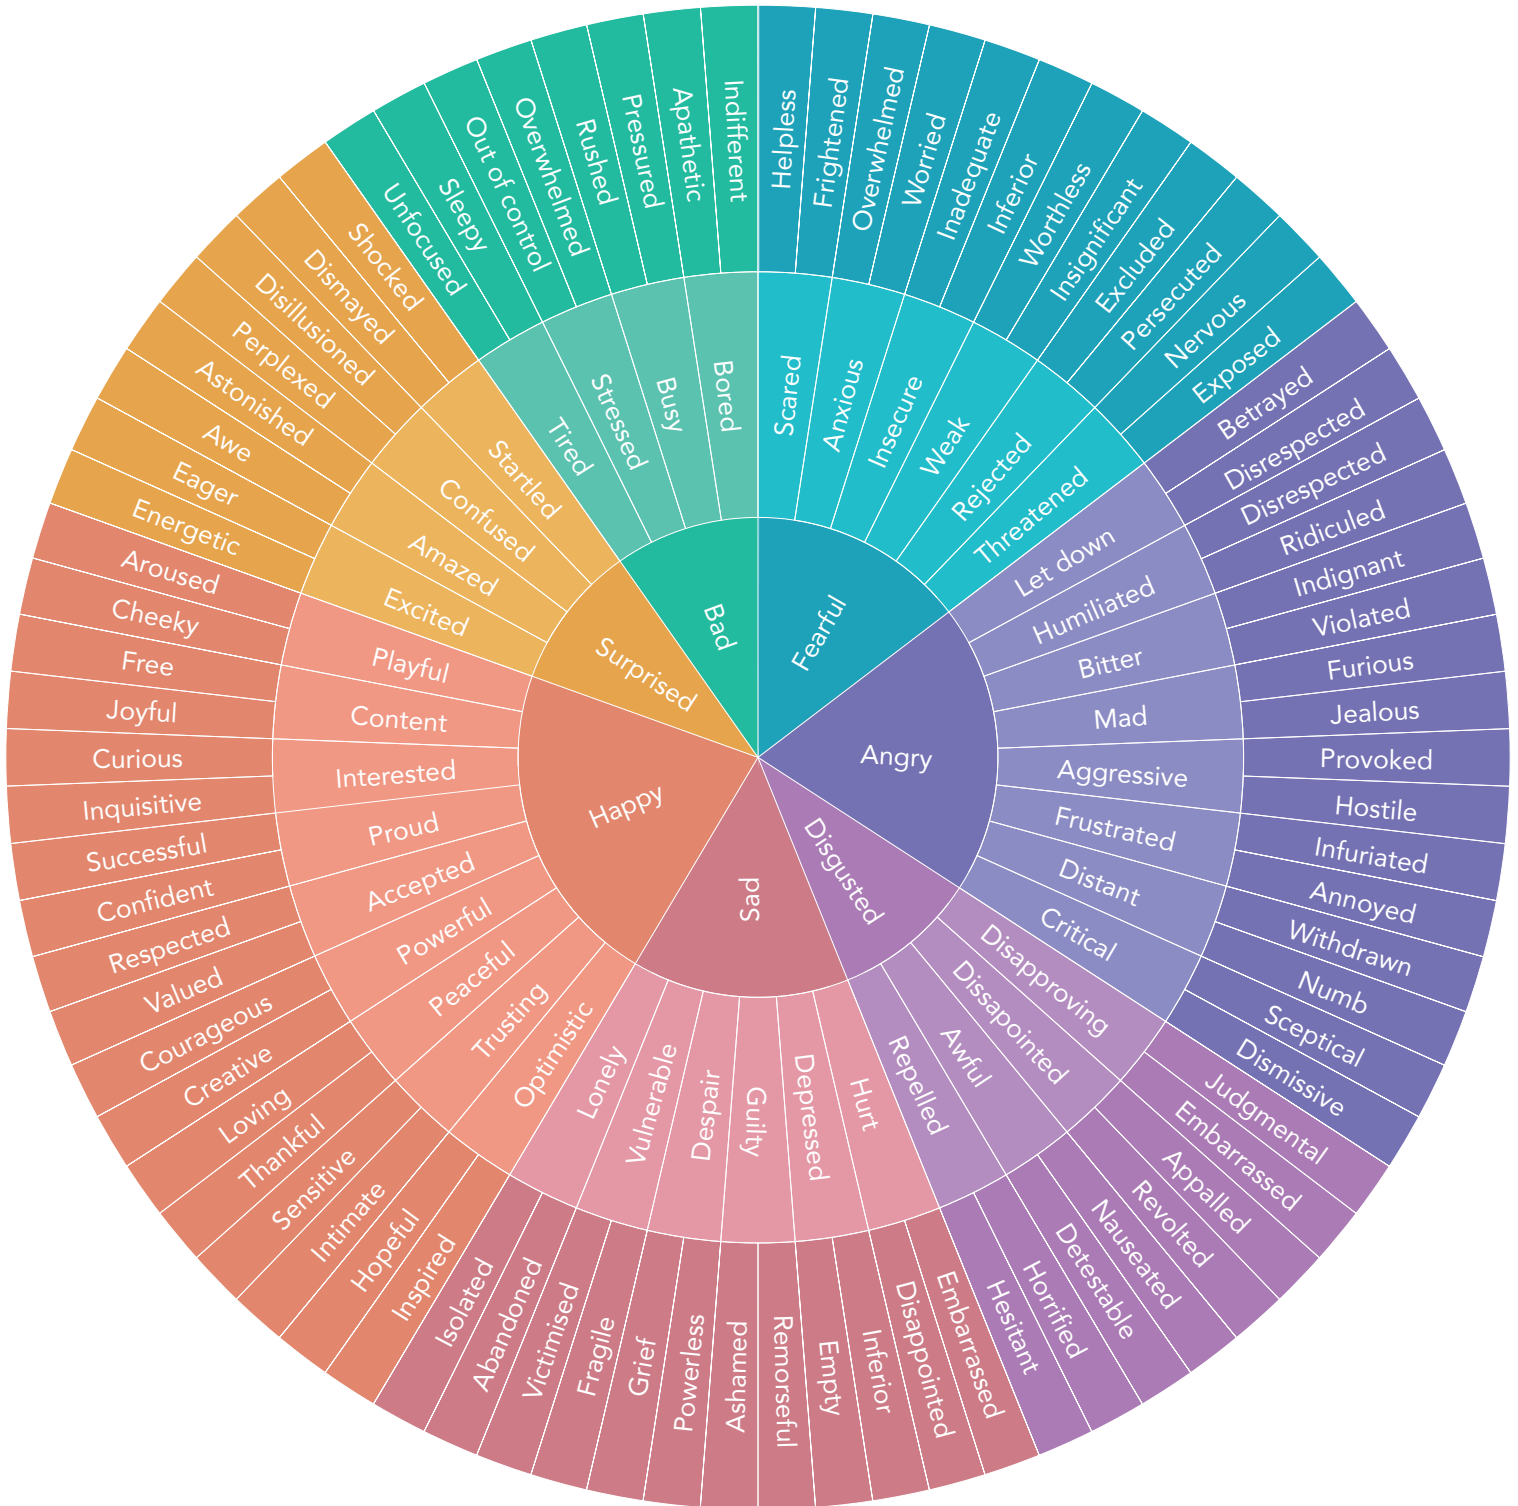 Fearful
Angry
Disgusted
Sad
Happy
Surprised
Bad
Scared
Anxious
Insecure
Weak
Rejected
Threatened
Let down
Humiliated
Bitter
Mad
Aggressive
Frustrated
Distant
Critical
Disapproving
Dissapointed
Awful
Repelled
Hurt
Depressed
Guilty
Despair
Vulnerable
Lonely
Optimistic
Trusting
Peaceful
Powerful
Accepted
Proud
Interested
Content
Playful
Excited
Amazed
Confused
Startled
Tired
Stressed
Busy
Bored
Helpless
Frightened
Overwhelmed
Worried
Inadequate
Inferior
Worthless
Insignificant
Excluded
Persecuted
Nervous
Exposed
Betrayed
Disrespected
Disrespected
Ridiculed
Indignant
Violated
Furious
Jealous
Provoked
Hostile
Infuriated
Annoyed
Withdrawn
Numb
Sceptical
Dismissive
Judgmental
Embarrassed
Appalled
Revolted
Nauseated
Detestable
Horrified
Hesitant
Embarrassed
Disappointed
Inferior
Empty
Remorseful
Ashamed
Powerless
Grief
Fragile
Victimised
Abandoned
Isolated
Inspired
Hopeful
Intimate
Sensitive
Thankful
Loving
Creative
Courageous
Valued
Respected
Confident
Successful
Inquisitive
Curious
Joyful
Free
Cheeky
Aroused
Energetic
Eager
Awe
Astonished
Perplexed
Disillusioned
Dismayed
Shocked
Unfocused
Sleepy
Out of control
Overwhelmed
Rushed
Pressured
Apathetic
Indifferent